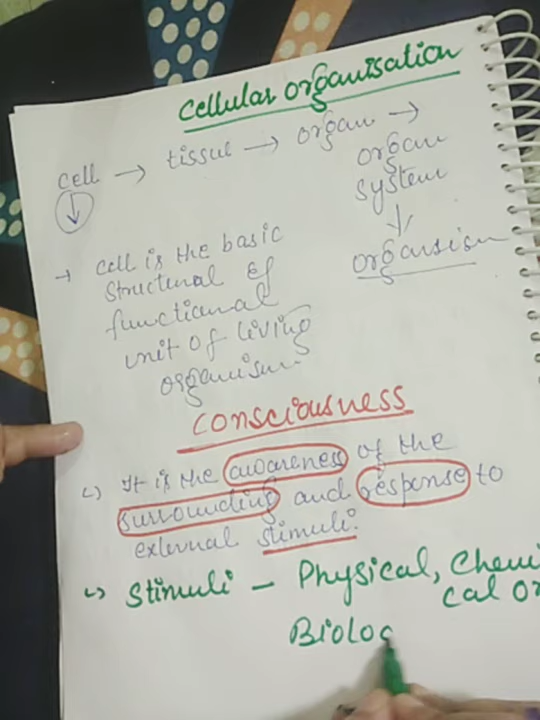 Cellular Organisation
cell → tissue → organ →
organ
system
↓
organsism
↓
→ cell is the basic
structural &
functional
unit of living
organism
Consciousness
↳ It is the awareness of the
surrounding and response to
external stimuli.
↳ Stimuli – Physical, Chemi
cal or
Biolog